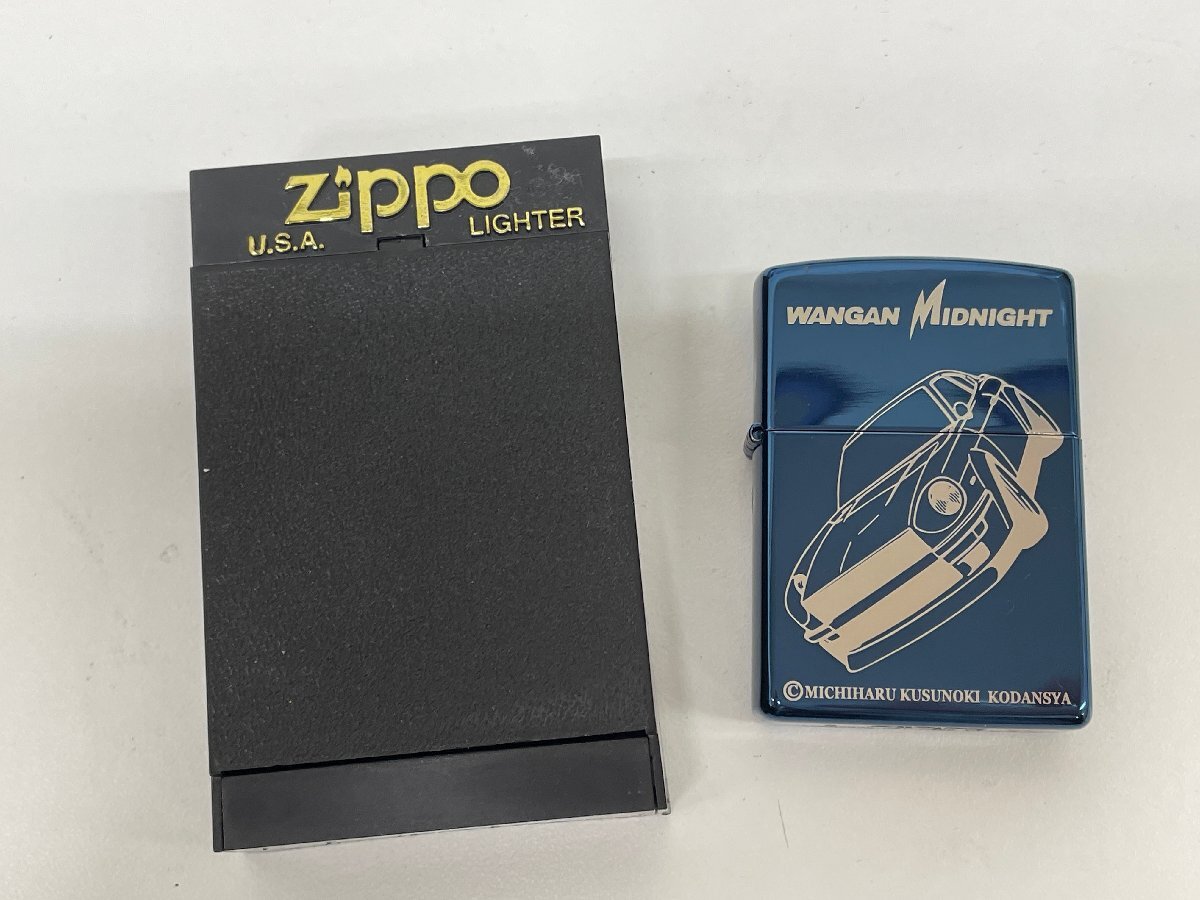 Zippo
U.S.A. LIGHTER
WANGAN MIDNIGHT
©MICHIHARU KUSUNOKI KODANSYA